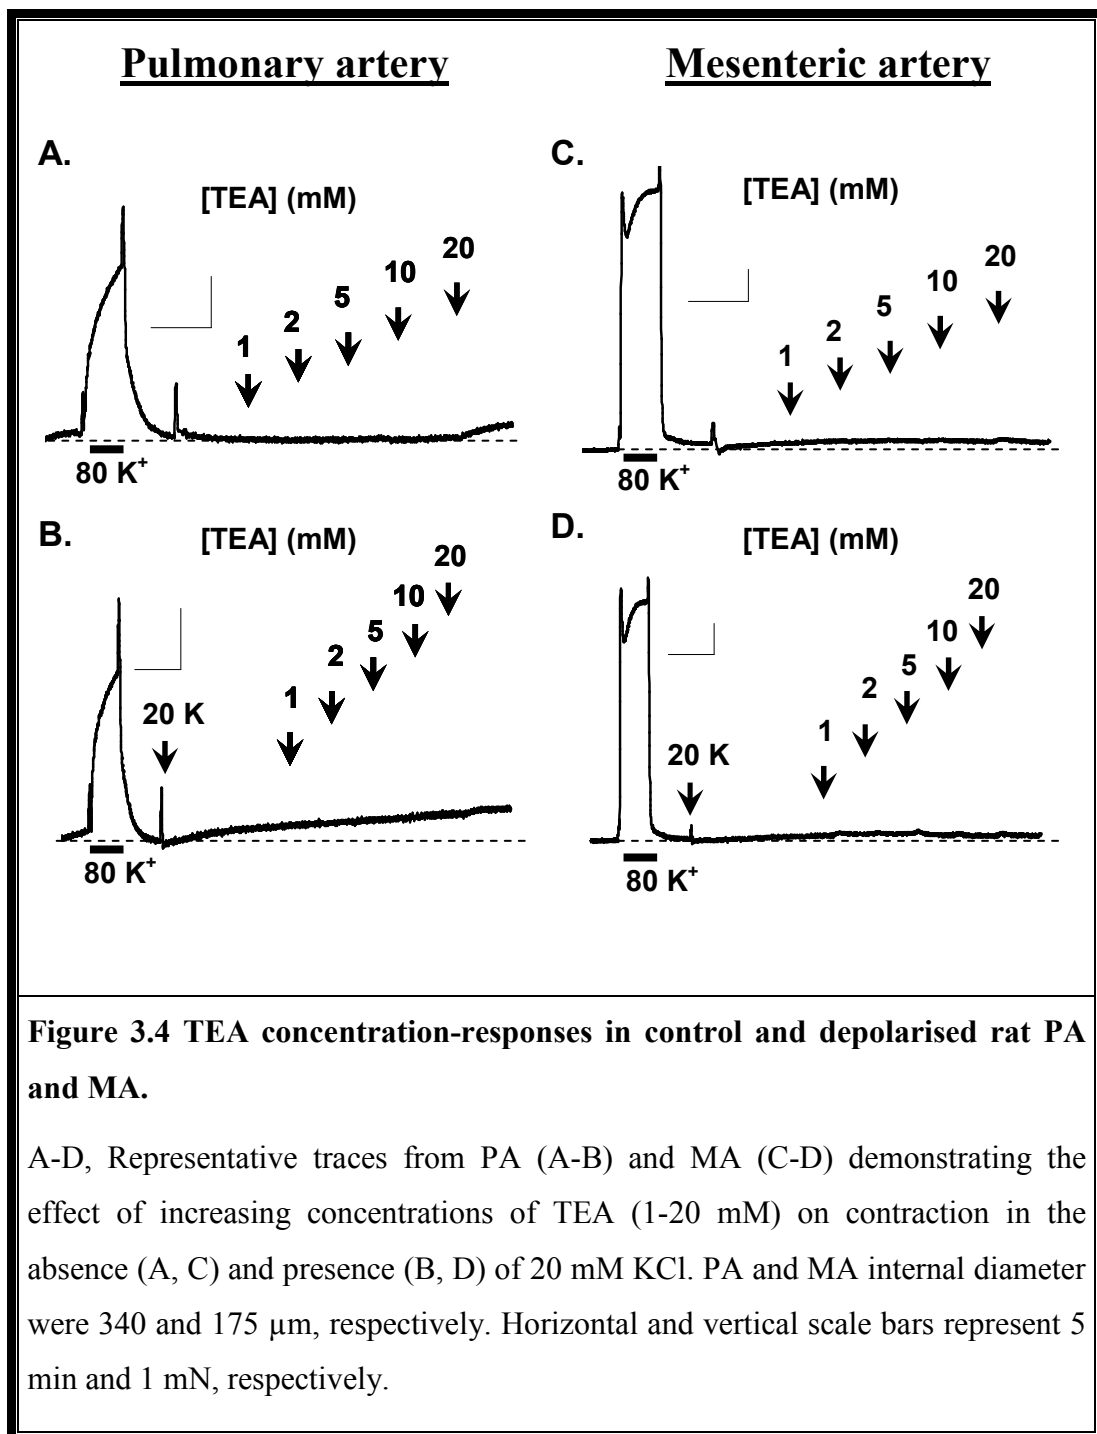 Pulmonary artery
Mesenteric artery
A.
[TEA] (mM)
1
2
5
10
20
80 K⁺
C.
[TEA] (mM)
1
2
5
10
20
80 K⁺
B.
[TEA] (mM)
20 K
1
2
5
10
20
80 K⁺
D.
[TEA] (mM)
20 K
1
2
5
10
20
80 K⁺
Figure 3.4 TEA concentration-responses in control and depolarised rat PA
and MA.
A-D, Representative traces from PA (A-B) and MA (C-D) demonstrating the
effect of increasing concentrations of TEA (1-20 mM) on contraction in the
absence (A, C) and presence (B, D) of 20 mM KCl. PA and MA internal diameter
were 340 and 175 µm, respectively. Horizontal and vertical scale bars represent 5
min and 1 mN, respectively.